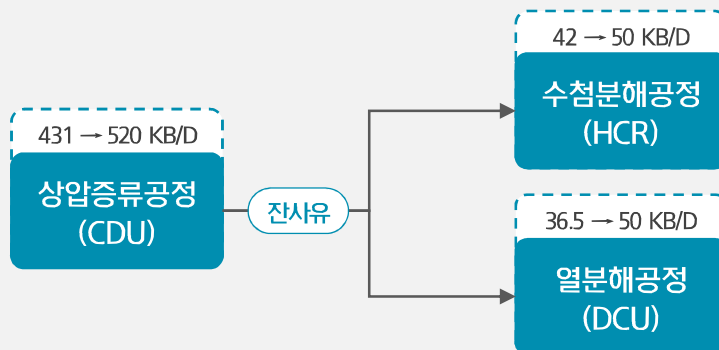 431 → 520 KB/D
상압증류공정
(CDU)
잔사유
42 → 50 KB/D
수첨분해공정
(HCR)
36.5 → 50 KB/D
열분해공정
(DCU)